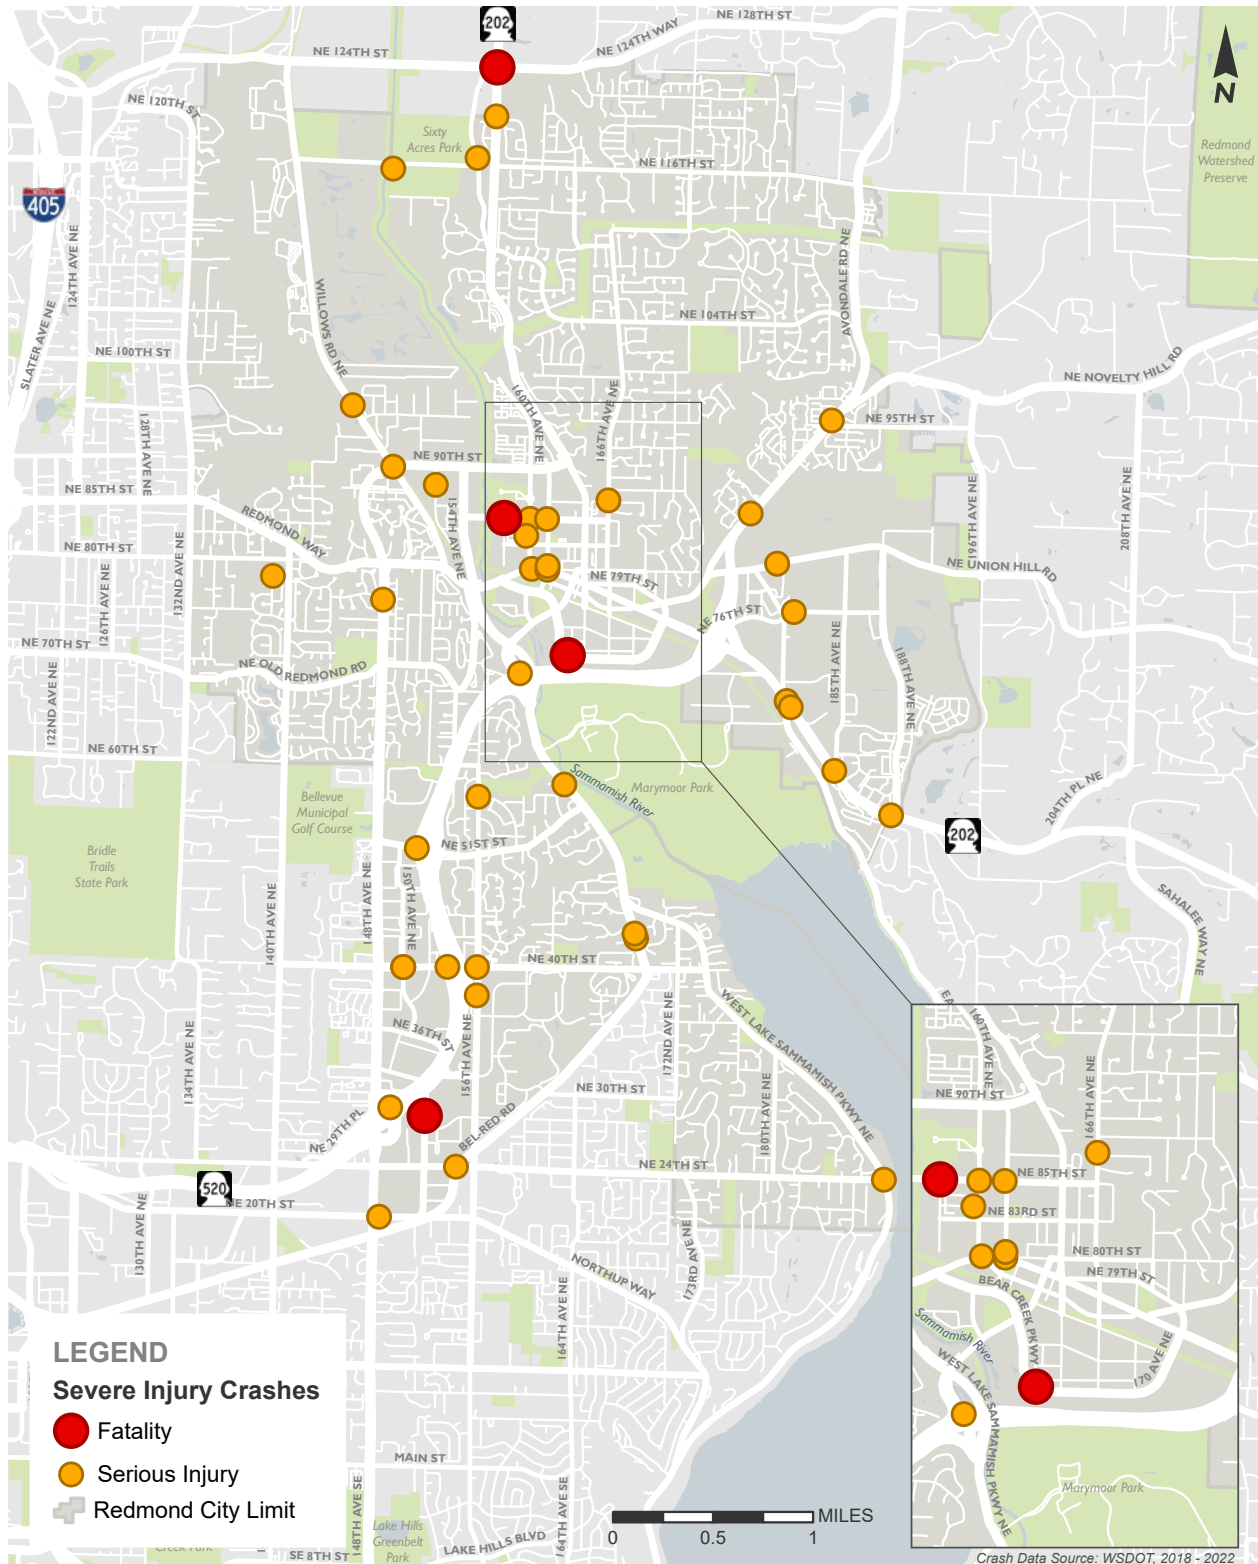 202
NE 128TH ST
NE 124TH WAY
NE 124TH ST
N
NE 120TH ST
Sixty
Acres Park
NE 116TH ST
Redmond
Watershed
Preserve
405
124TH AVE NE
AVONDALE RD NE
WILLOWS RD NE
SLATER AVE NE
NE 104TH ST
NE 100TH ST
NE NOVELTY HILL RD
160TH AVE NE
166TH AVE NE
128TH AVE NE
NE 95TH ST
NE 90TH ST
NE 85TH ST
154TH AVE NE
196TH AVE NE
208TH AVE NE
REDMOND WAY
NE 80TH ST
132ND AVE NE
126TH AVE NE
NE 79TH ST
NE UNION HILL RD
NE 76TH ST
NE 70TH ST
NE OLD REDMOND RD
185TH AVE NE
188TH AVE NE
122ND AVE NE
NE 60TH ST
Sammamish River
Marymoor Park
204TH PL NE
Bellevue
Municipal
Golf Course
202
NE 51ST ST
Bridle
Trails
State Park
150TH AVE NE
148TH AVE NE
140TH AVE NE
SAHALEE WAY NE
NE 40TH ST
WEST LAKE SAMMAMISH PKWY NE
EA
NE 36TH ST
172ND AVE NE
134TH AVE NE
156TH AVE NE
NE 30TH ST
180TH AVE NE
NE 29TH PL
BEL-RED RD
NE 24TH ST
520
NE 20TH ST
130TH AVE NE
173RD AVE NE
NORTHUP WAY
164TH AVE NE
160TH AVE NE
NE 90TH ST
166TH AVE NE
NE 85TH ST
NE 83RD ST
NE 80TH ST
NE 79TH ST
BEAR CREEK PKWY
Sammamish River
WEST LAKE SAMMAMISH PKWY NE
170 AVE NE
Marymoor Park
LEGEND
Severe Injury Crashes
Fatality
Serious Injury
Redmond City Limit
MAIN ST
148TH AVE SE
164TH AVE SE
Lake Hills
Greenbelt
Park
LAKE HILLS BLVD
SE 8TH ST
Creek Park
MILES
0 0.5 1
Crash Data Source: WSDOT, 2018 - 2022